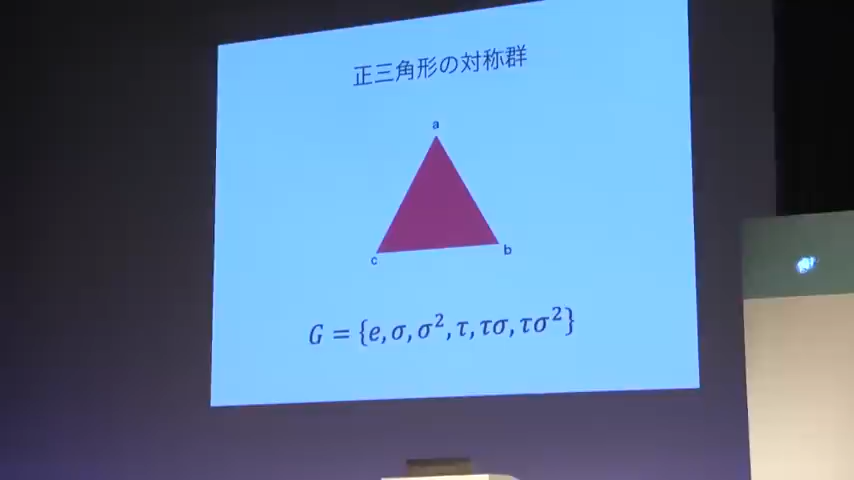 正三角形の対称群
a
c
b
G = {e, σ, σ², τ, τσ, τσ²}